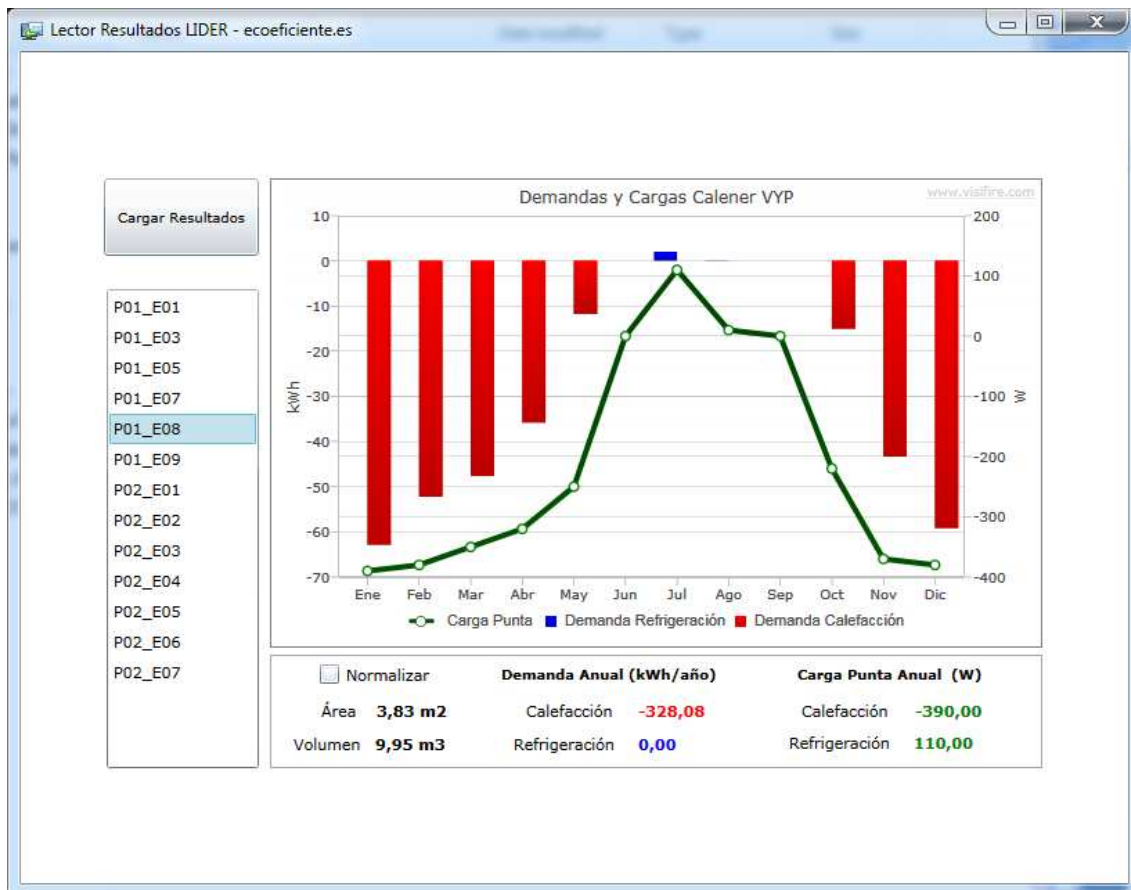 Lector Resultados LIDER - ecoeficiente.es
Cargar Resultados
P01_E01
P01_E03
P01_E05
P01_E07
P01_E08
P01_E09
P02_E01
P02_E02
P02_E03
P02_E04
P02_E05
P02_E06
P02_E07
Demandas y Cargas Calener VYP
www.visifire.com
kWh
10
0
-10
-20
-30
-40
-50
-60
-70
200
100
0
-100
-200
-300
-400
W
Ene Feb Mar Abr May Jun Jul Ago Sep Oct Nov Dic
Carga Punta Demanda Refrigeración Demanda Calefacción
Normalizar Demanda Anual (kWh/año) Carga Punta Anual (W)
Área 3,83 m2 Calefacción -328,08 Calefacción -390,00
Volumen 9,95 m3 Refrigeración 0,00 Refrigeración 110,00